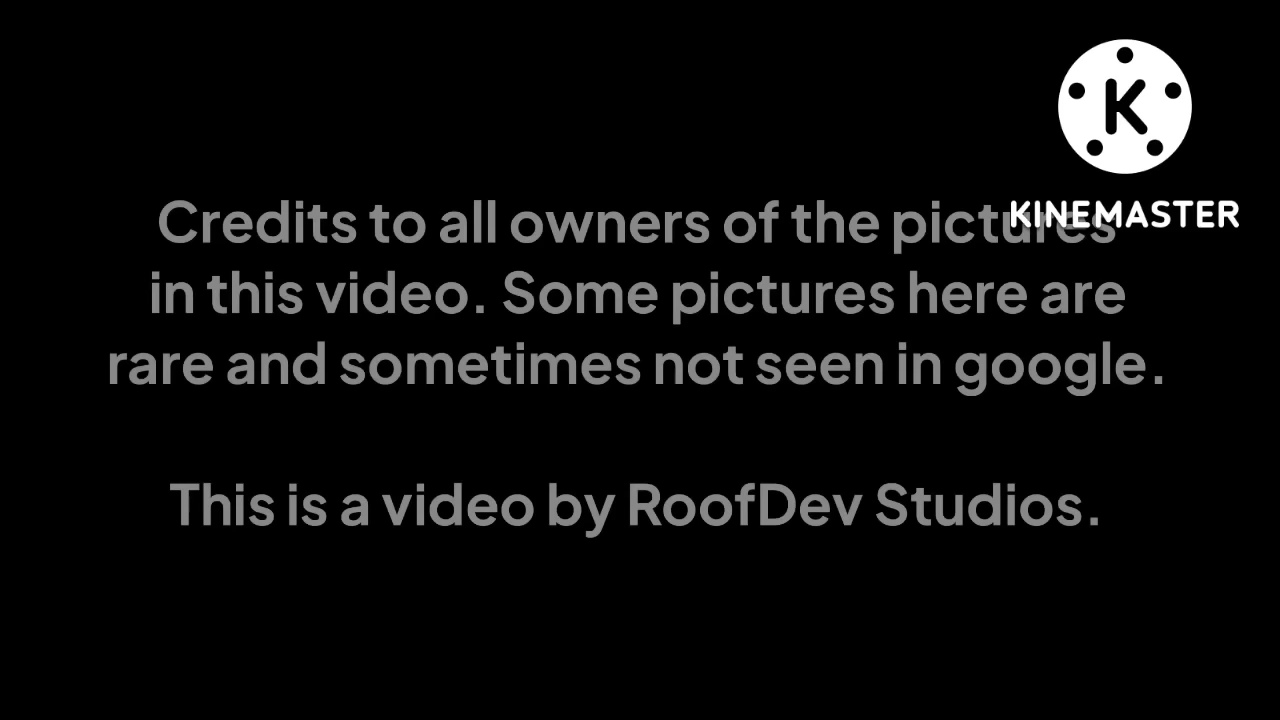 K
KINEMASTER
Credits to all owners of the pictures
in this video. Some pictures here are
rare and sometimes not seen in google.
This is a video by RoofDev Studios.